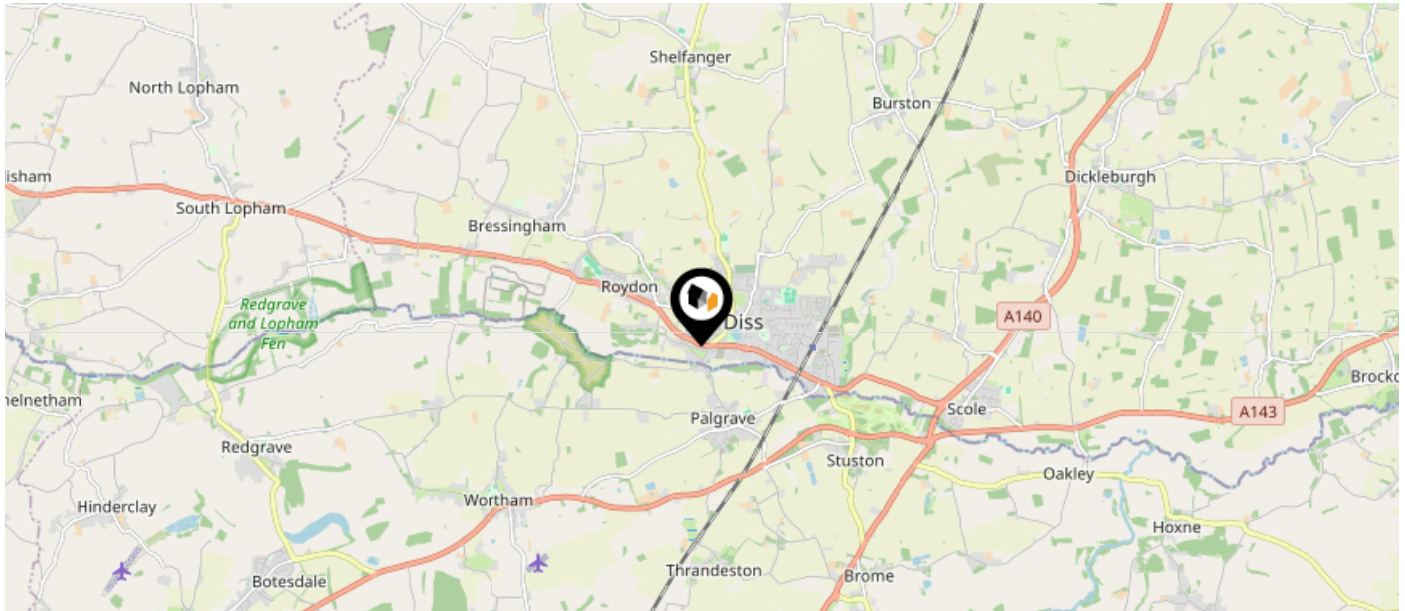 Shelfanger
North Lopham
Burston
isham
Dickleburgh
South Lopham
Bressingham
Roydon
Redgrave
and Lopham
Fen
Diss
A140
Brockd
helnetham
Scole
A143
Palgrave
Redgrave
Stuston
Oakley
Wortham
Hinderclay
Hoxne
Thrandeston
Brome
Botesdale